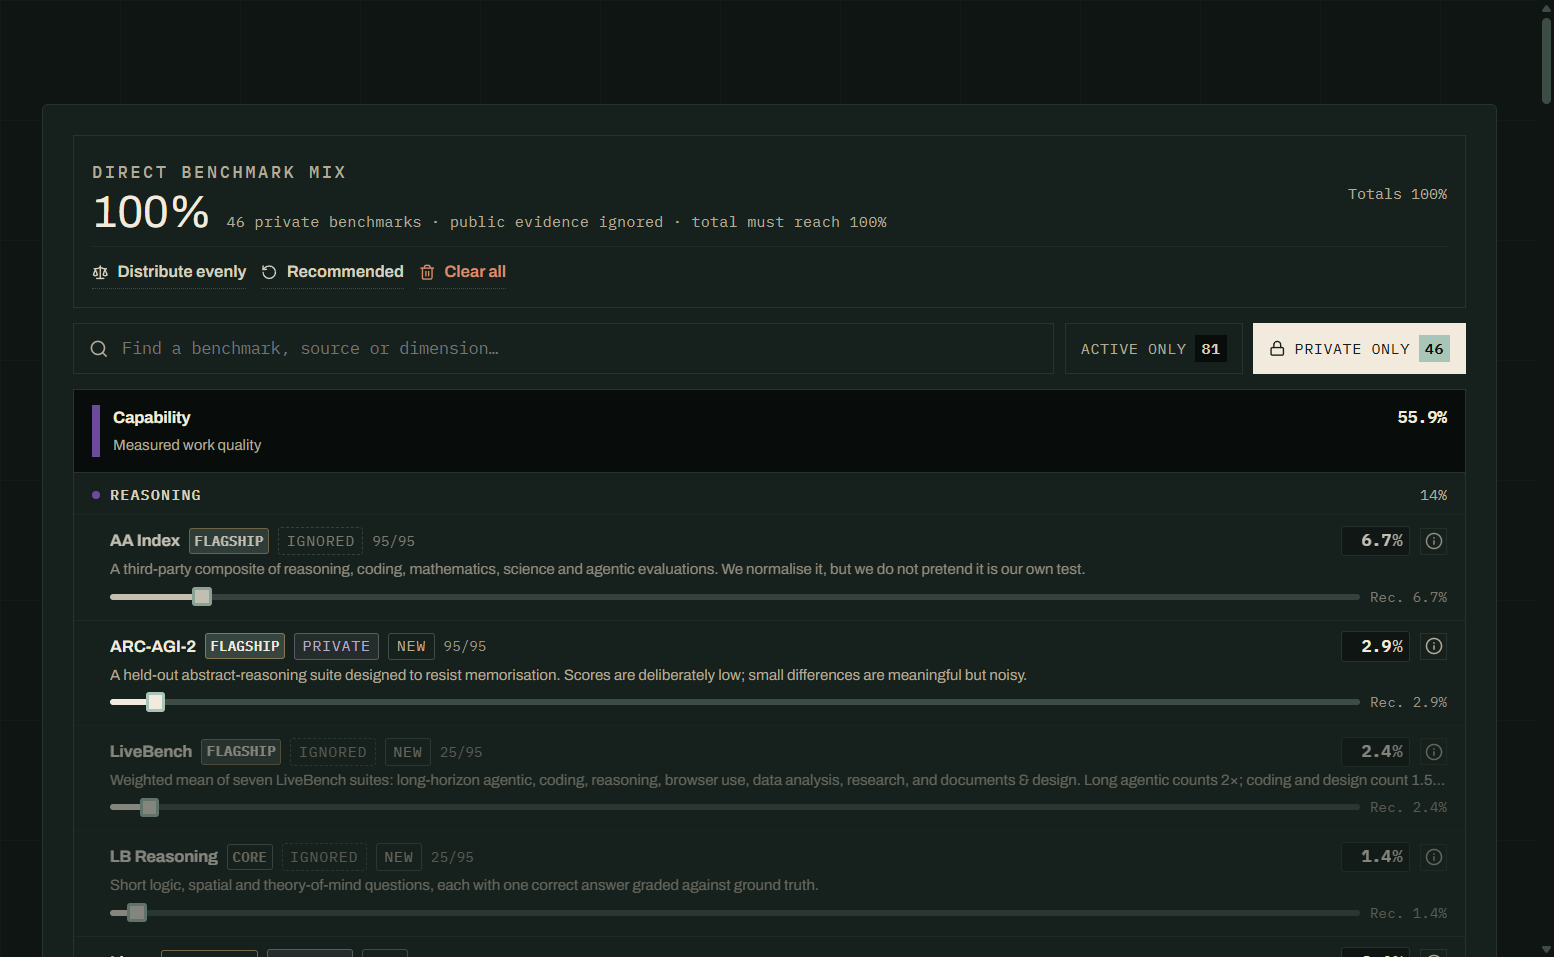 DIRECT BENCHMARK MIX
100% 46 private benchmarks · public evidence ignored · total must reach 100%
Totals 100%
Distribute evenly Recommended Clear all
Find a benchmark, source or dimension…
ACTIVE ONLY 81
PRIVATE ONLY 46
Capability 55.9%
Measured work quality
REASONING 14%
AA Index FLAGSHIP IGNORED 95/95 6.7%
A third-party composite of reasoning, coding, mathematics, science and agentic evaluations. We normalise it, but we do not pretend it is our own test.
Rec. 6.7%
ARC-AGI-2 FLAGSHIP PRIVATE NEW 95/95 2.9%
A held-out abstract-reasoning suite designed to resist memorisation. Scores are deliberately low; small differences are meaningful but noisy.
Rec. 2.9%
LiveBench FLAGSHIP IGNORED NEW 25/95 2.4%
Weighted mean of seven LiveBench suites: long-horizon agentic, coding, reasoning, browser use, data analysis, research, and documents & design. Long agentic counts 2×; coding and design count 1.5…
Rec. 2.4%
LB Reasoning CORE IGNORED NEW 25/95 1.4%
Short logic, spatial and theory-of-mind questions, each with one correct answer graded against ground truth.
Rec. 1.4%